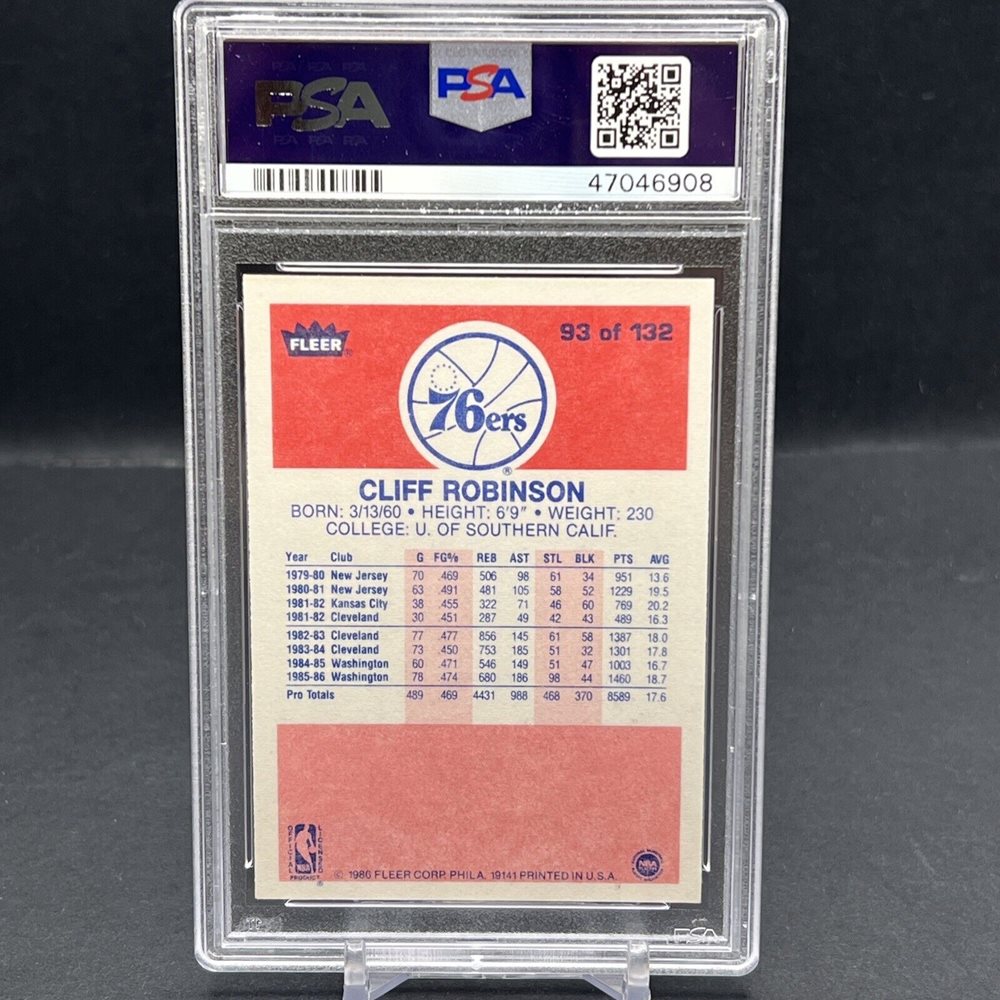 PSA PSA
47046908
FLEER ® 93 of 132
76ers
®
CLIFF ROBINSON
BORN: 3/13/60 • HEIGHT: 6'9" • WEIGHT: 230
COLLEGE: U. OF SOUTHERN CALIF.
Year Club G FG% REB AST STL BLK PTS AVG
1979-80 New Jersey 70 .469 506 98 61 34 951 13.6
1980-81 New Jersey 63 .491 481 105 58 52 1229 19.5
1981-82 Kansas City 38 .455 322 71 46 60 769 20.2
1981-82 Cleveland 30 .451 287 49 42 43 489 16.3
1982-83 Cleveland 77 .477 856 145 61 58 1387 18.0
1983-84 Cleveland 73 .450 753 185 51 32 1301 17.8
1984-85 Washington 60 .471 546 149 51 47 1003 16.7
1985-86 Washington 78 .474 680 186 98 44 1460 18.7
Pro Totals 489 .469 4431 988 468 370 8589 17.6
OFFICIAL LICENSED
NBA
PRODUCT ®
NBA
© 1986 FLEER CORP. PHILA. 19141 PRINTED IN U.S.A.
PSA